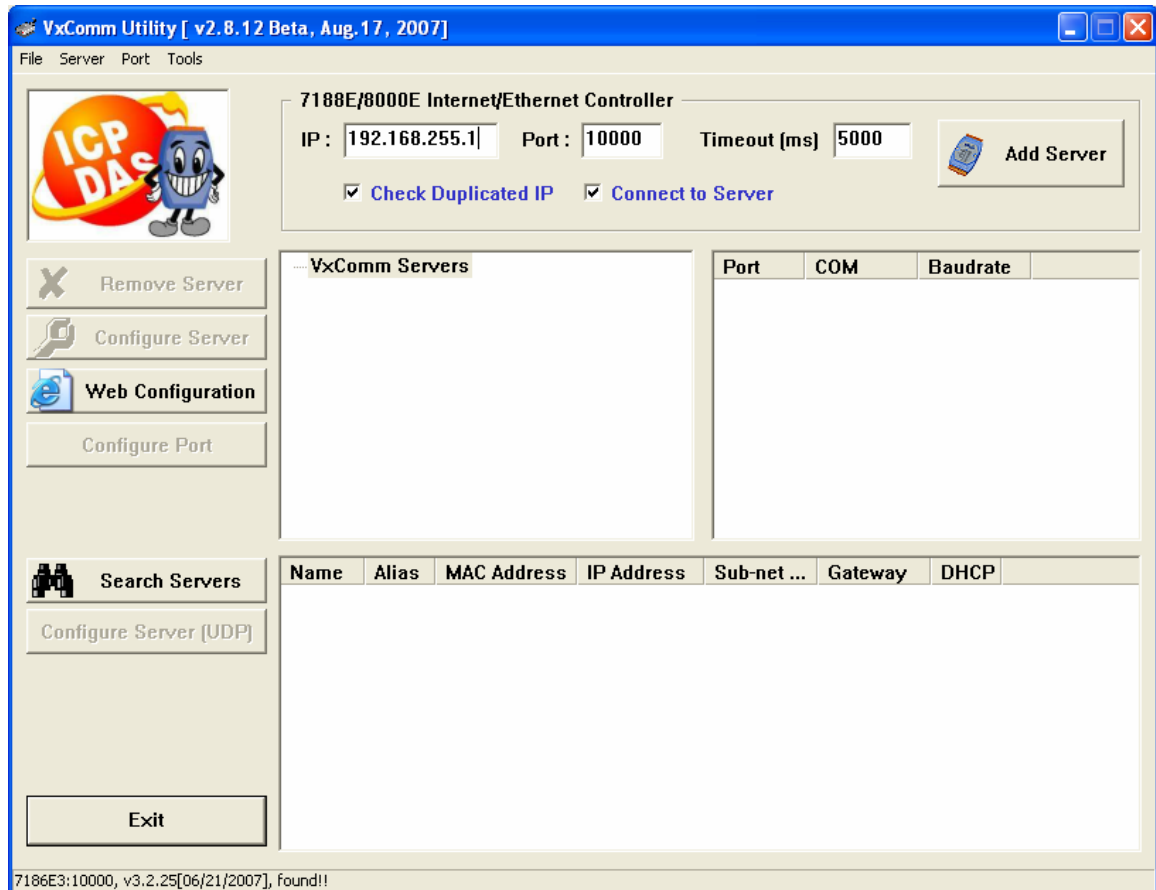 VxComm Utility [ v2.8.12 Beta, Aug.17, 2007]
File Server Port Tools
ICP DAS
7188E/8000E Internet/Ethernet Controller
IP : 192.168.255.1 Port : 10000 Timeout (ms) 5000
Add Server
Check Duplicated IP Connect to Server
Remove Server
Configure Server
Web Configuration
Configure Port
VxComm Servers
Port COM Baudrate
Search Servers
Configure Server (UDP)
Name Alias MAC Address IP Address Sub-net ... Gateway DHCP
Exit
7186E3:10000, v3.2.25[06/21/2007], found!!